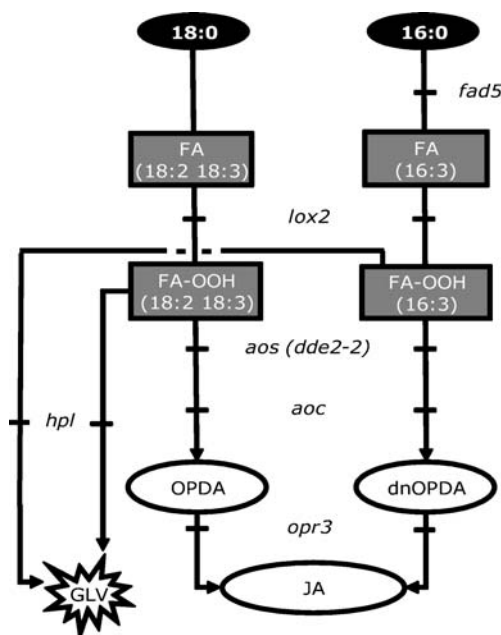 18:0
16:0
fad5
FA
(18:2 18:3)
FA
(16:3)
lox2
FA-OOH
(18:2 18:3)
FA-OOH
(16:3)
aos (dde2-2)
aoc
hpl
OPDA
dnOPDA
opr3
GLV
JA